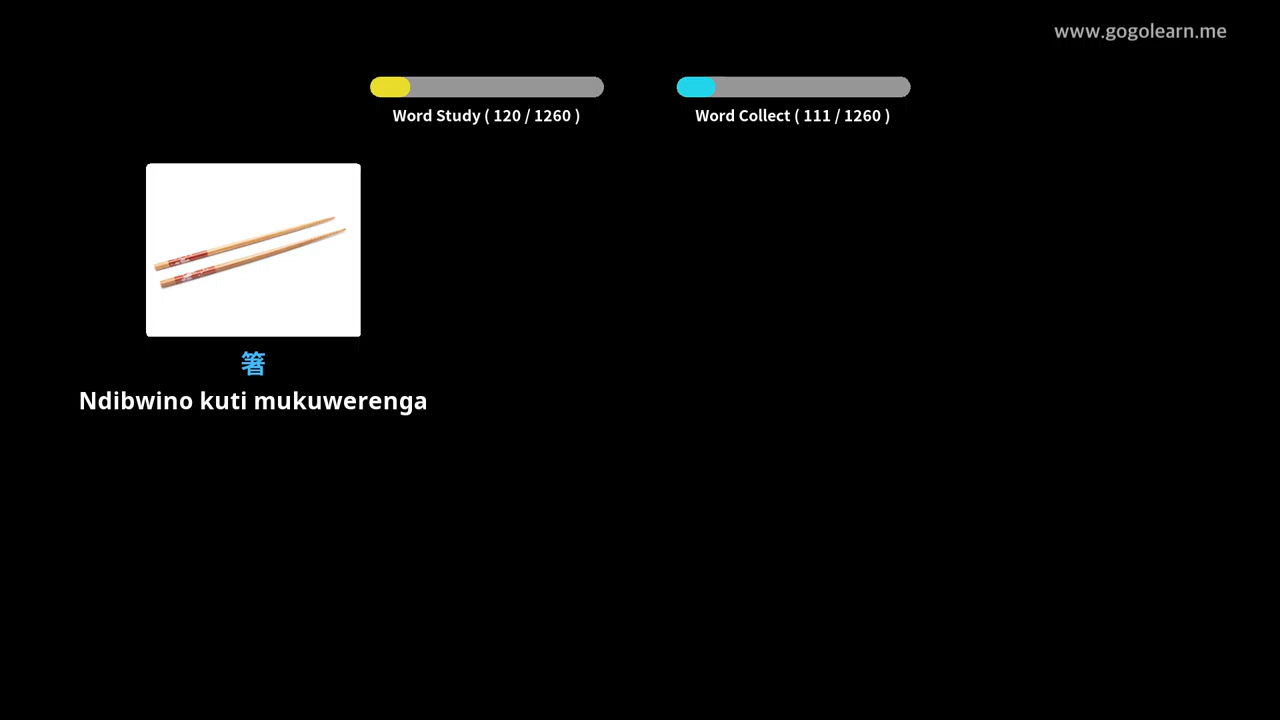 www.gogolearn.me
Word Study ( 120 / 1260 )
Word Collect ( 111 / 1260 )
箸
Ndibwino kuti mukuwerenga